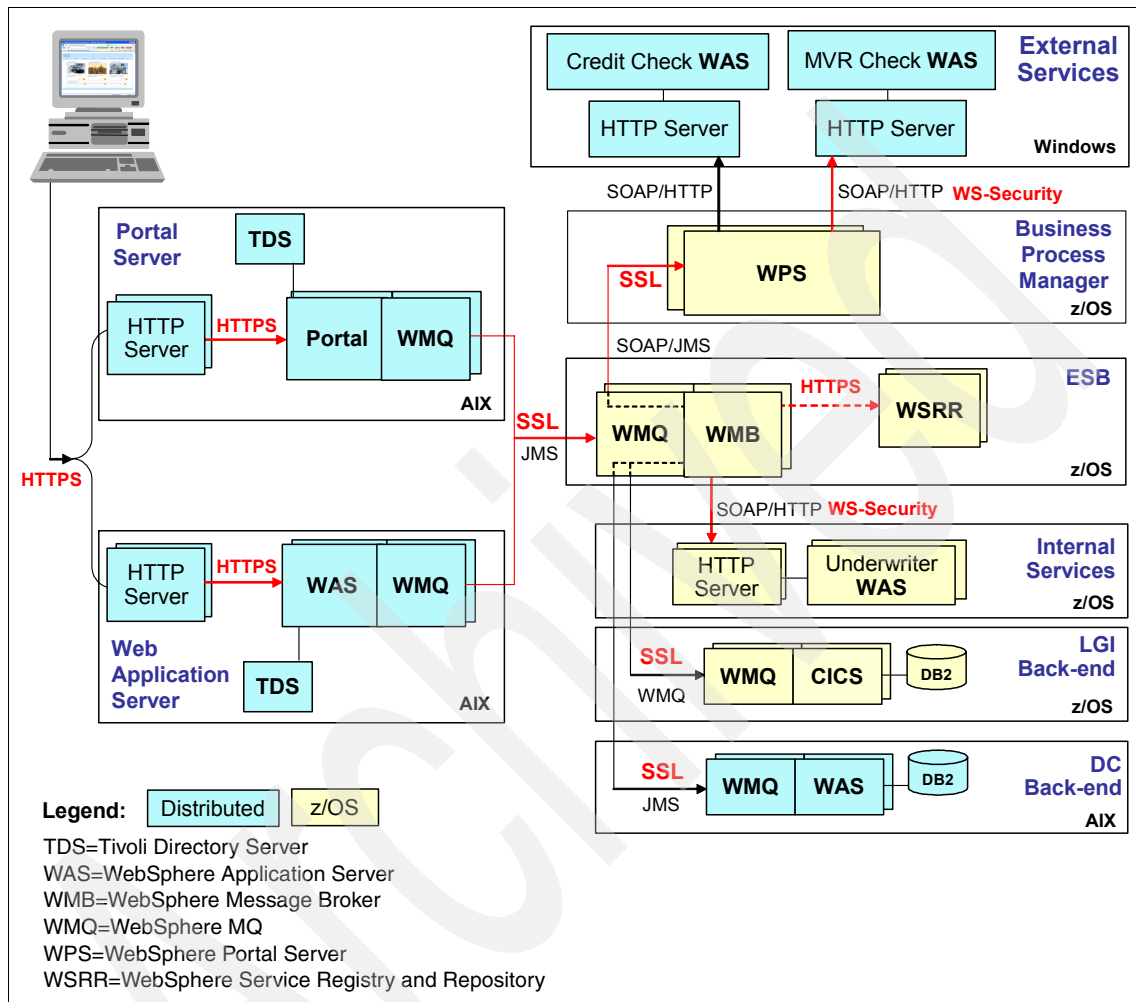 External
Services
Credit Check WAS
MVR Check WAS
HTTP Server
HTTP Server
Windows
SOAP/HTTP
SOAP/HTTP WS-Security
Portal
Server
TDS
HTTP
Server
HTTPS
Portal
WMQ
AIX
Business
Process
Manager
WPS
SSL
z/OS
SOAP/JMS
ESB
HTTPS
WSRR
WMQ
WMB
z/OS
SSL
JMS
HTTPS
SOAP/HTTP WS-Security
HTTP
Server
HTTPS
WAS
WMQ
Web
Application
Server
TDS
AIX
Internal
Services
HTTP
Server
Underwriter
WAS
z/OS
LGI
Back-end
SSL
WMQ
WMQ
CICS
DB2
z/OS
DC
Back-end
SSL
JMS
WMQ
WAS
DB2
AIX
Legend: Distributed z/OS
TDS=Tivoli Directory Server
WAS=WebSphere Application Server
WMB=WebSphere Message Broker
WMQ=WebSphere MQ
WPS=WebSphere Portal Server
WSRR=WebSphere Service Registry and Repository
Archived